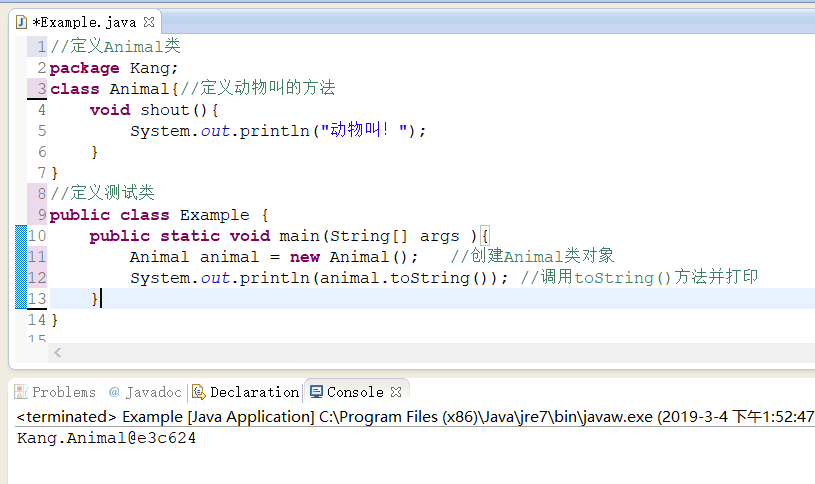 *Example.java
1 //定义Animal类
2 package Kang;
3 class Animal{//定义动物叫的方法
4     void shout(){
5         System.out.println("动物叫！");
6     }
7 }
8 //定义测试类
9 public class Example {
10     public static void main(String[] args ){
11         Animal animal = new Animal();   //创建Animal类对象
12         System.out.println(animal.toString()); //调用toString()方法并打印
13     }
14 }
15
Problems @ Javadoc Declaration Console
<terminated> Example [Java Application] C:\Program Files (x86)\Java\jre7\bin\javaw.exe (2019-3-4 下午1:52:47
Kang.Animal@e3c624